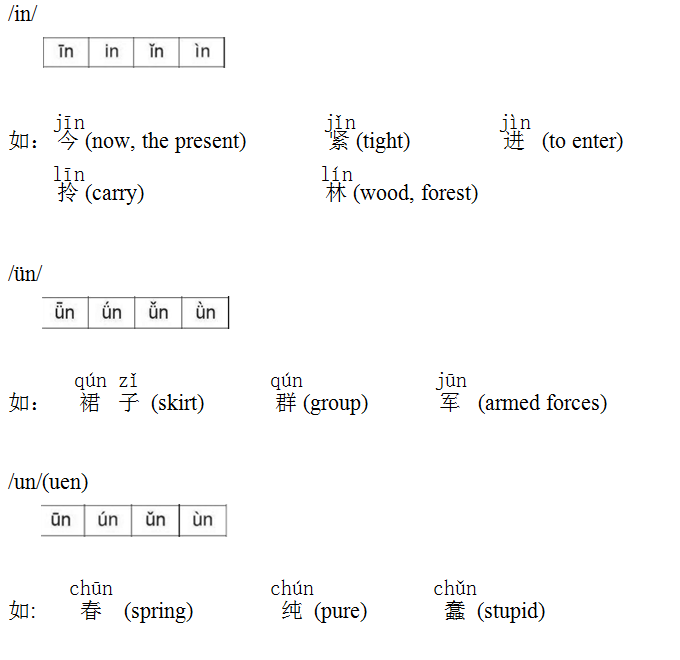 /in/
īn in ǐn ìn
jīn jǐn jìn
如：今 (now, the present) 紧 (tight) 进 (to enter)
līn lín
拎 (carry) 林 (wood, forest)
/ün/
ǖn ǘn ǚn ǜn
qún zǐ qún jūn
如： 裙 子 (skirt) 群 (group) 军 (armed forces)
/un/(uen)
ūn ún ǔn ùn
chūn chún chǔn
如: 春 (spring) 纯 (pure) 蠢 (stupid)